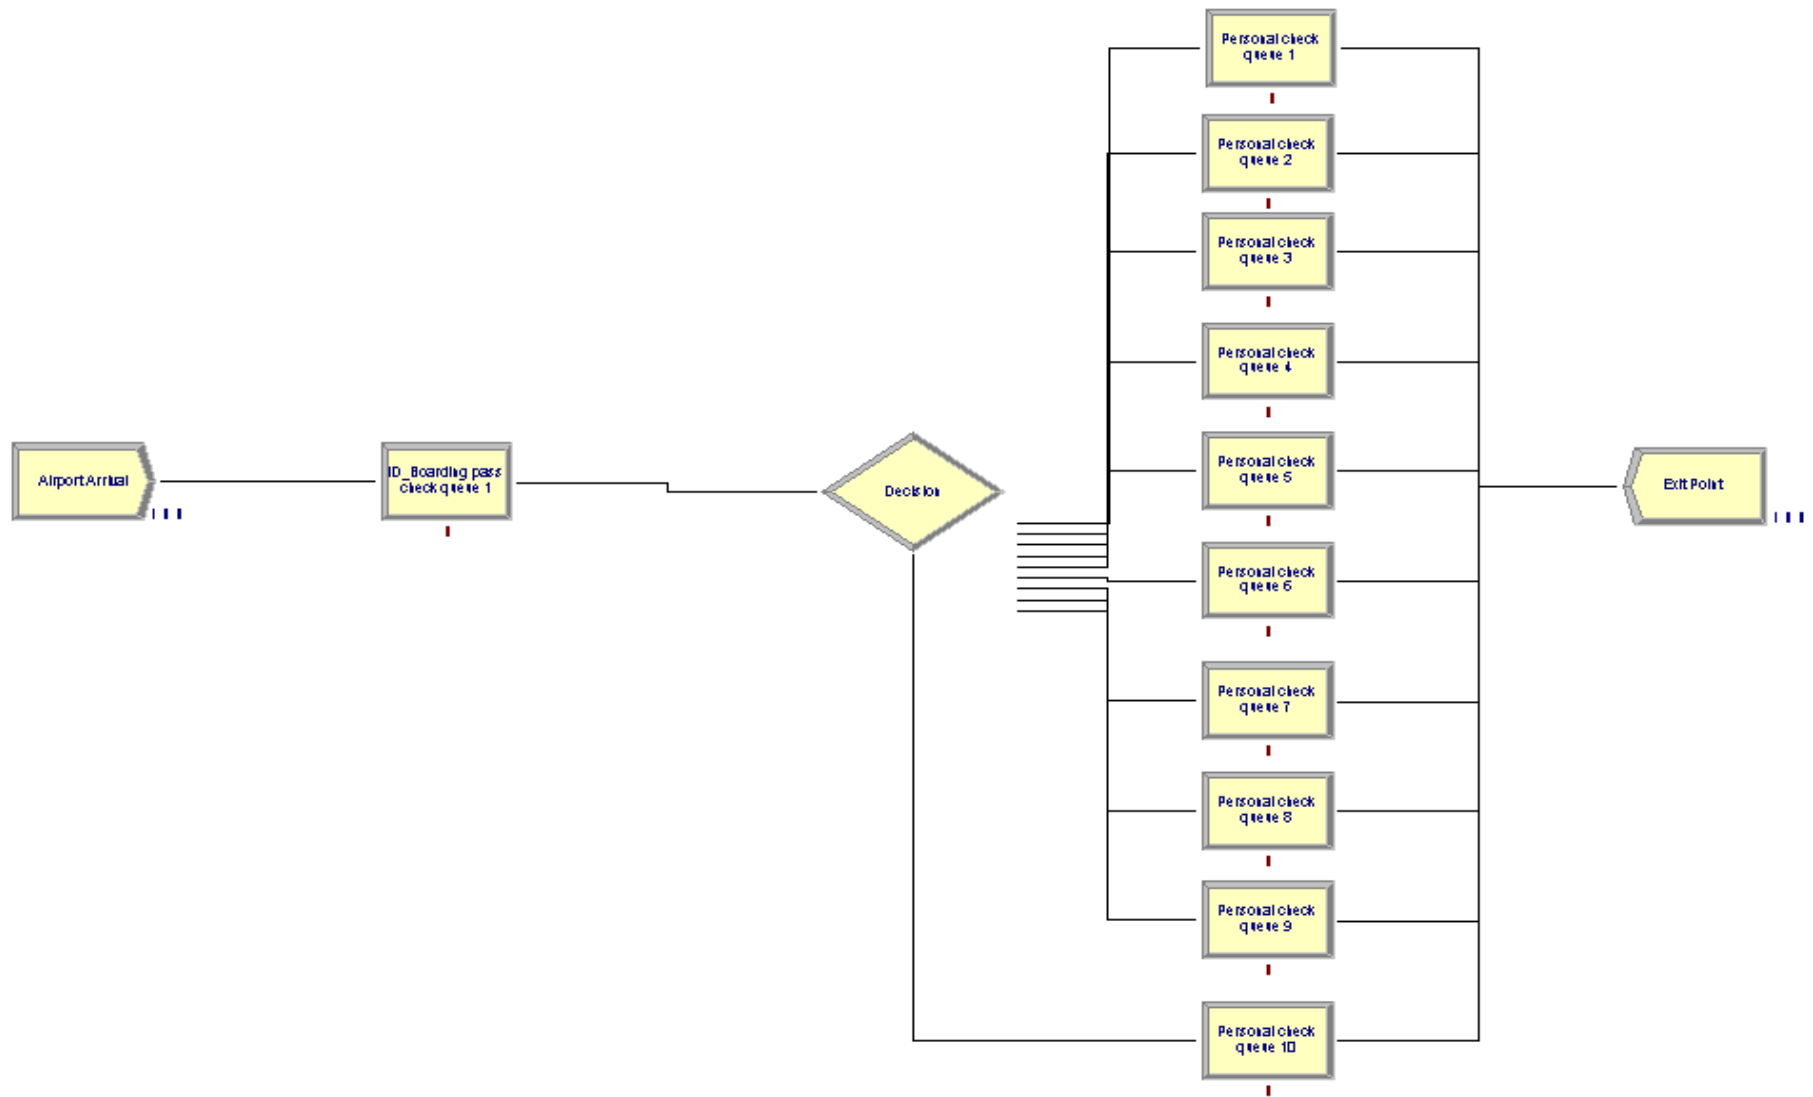 Airport Arrival
ID_Boarding pass
check queue 1
Decision
Personal check
queue 1
Personal check
queue 2
Personal check
queue 3
Personal check
queue 4
Personal check
queue 5
Personal check
queue 6
Personal check
queue 7
Personal check
queue 8
Personal check
queue 9
Personal check
queue 10
Exit Point